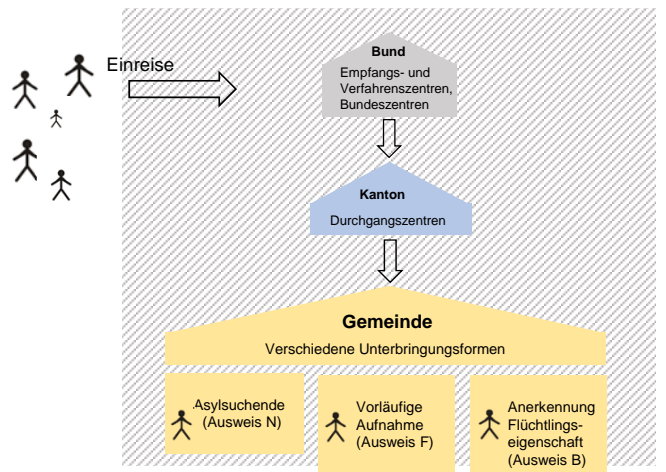 Einreise
Bund
Empfangs- und
Verfahrenszentren,
Bundeszentren
Kanton
Durchgangszentren
Gemeinde
Verschiedene Unterbringungsformen
Asylsuchende
(Ausweis N)
Vorläufige
Aufnahme
(Ausweis F)
Anerkennung
Flüchtlings-
eigenschaft
(Ausweis B)